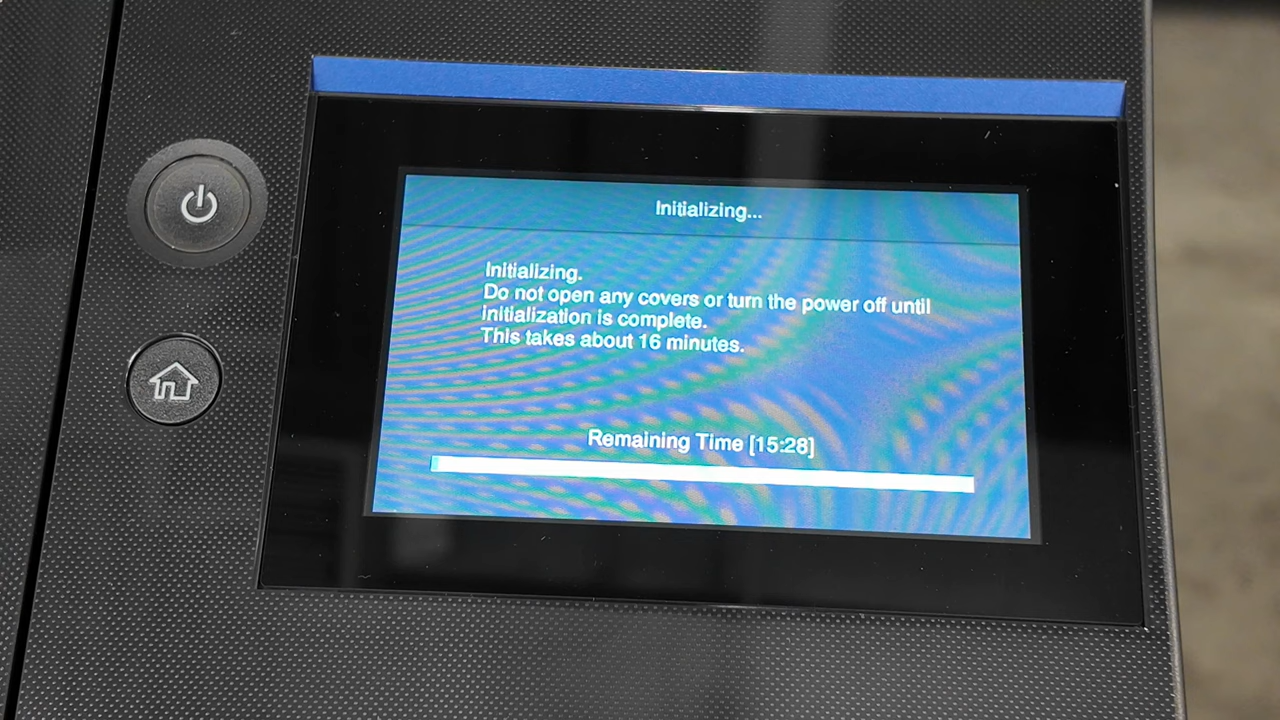 Initializing...
Initializing.
Do not open any covers or turn the power off until
initialization is complete.
This takes about 16 minutes.
Remaining Time [15:28]